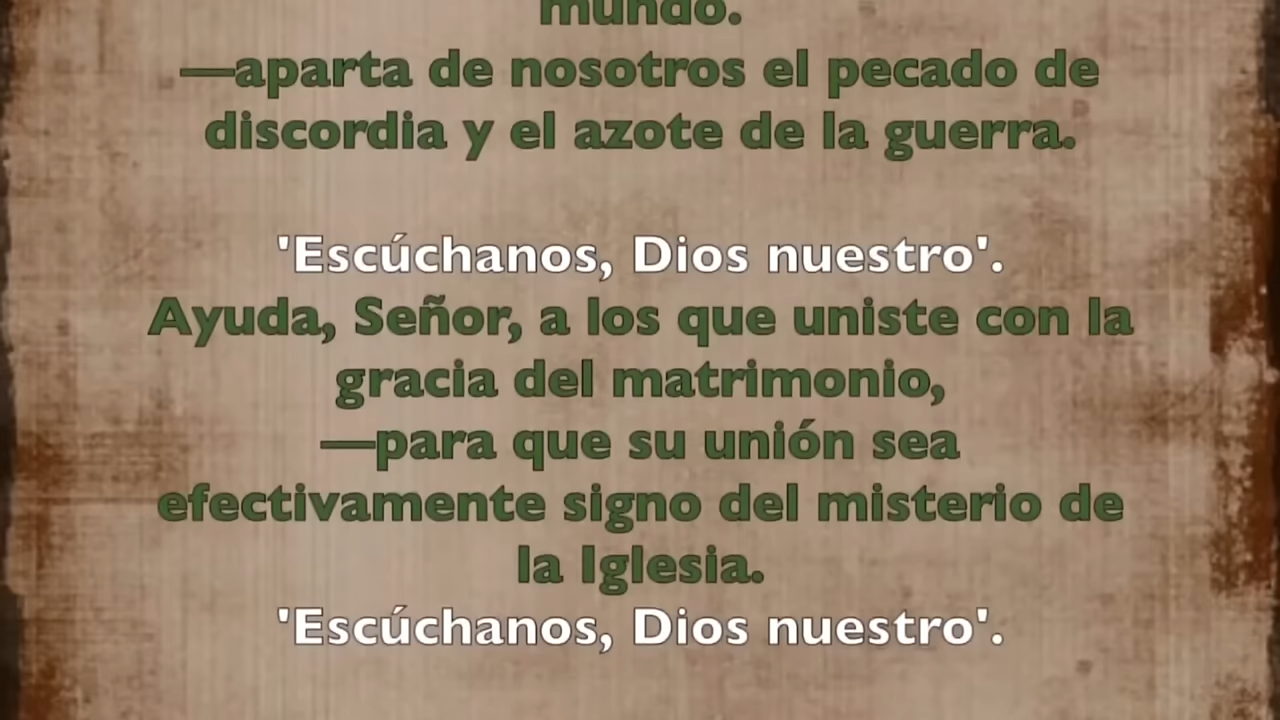 mundo.
—aparta de nosotros el pecado de
discordia y el azote de la guerra.
'Escúchanos, Dios nuestro'.
Ayuda, Señor, a los que uniste con la
gracia del matrimonio,
—para que su unión sea
efectivamente signo del misterio de
la Iglesia.
'Escúchanos, Dios nuestro'.